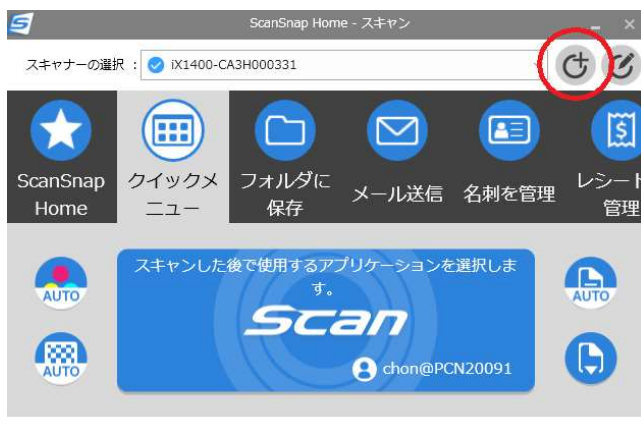 ScanSnap Home - スキャン
スキャナーの選択 : iX1400-CA3H000331
ScanSnap
Home
クイックメ
ニュー
フォルダに
保存
メール送信
名刺を管理
レシート
管理
スキャンした後で使用するアプリケーションを選択しま
す。
Scan
chon@PCN20091
AUTO
AUTO
AUTO